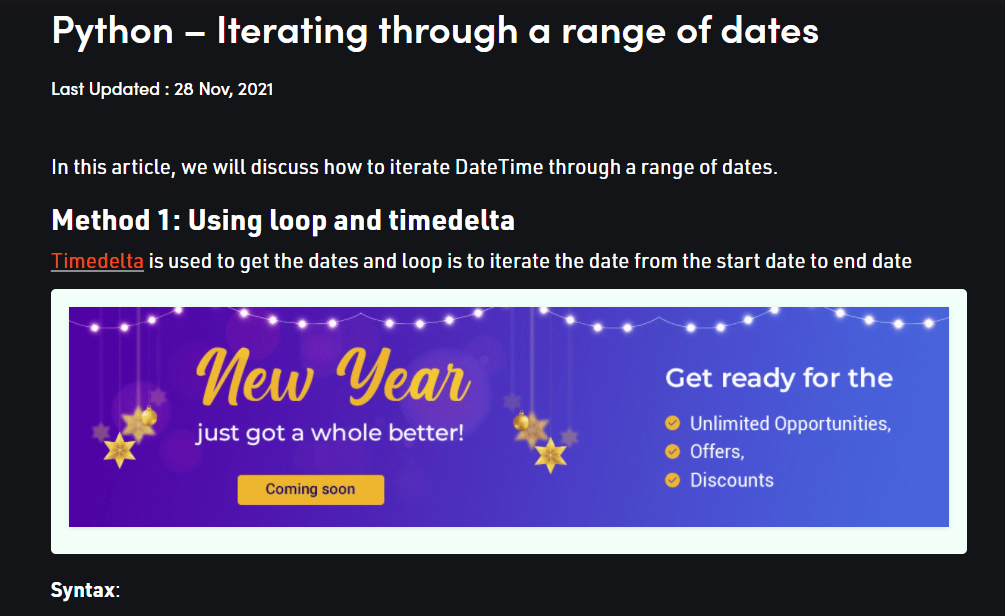 Python – Iterating through a range of dates
Last Updated : 28 Nov, 2021
In this article, we will discuss how to iterate DateTime through a range of dates.
Method 1: Using loop and timedelta
Timedelta is used to get the dates and loop is to iterate the date from the start date to end date
New Year
just got a whole better!
Coming soon
Get ready for the
Unlimited Opportunities,
Offers,
Discounts
Syntax: